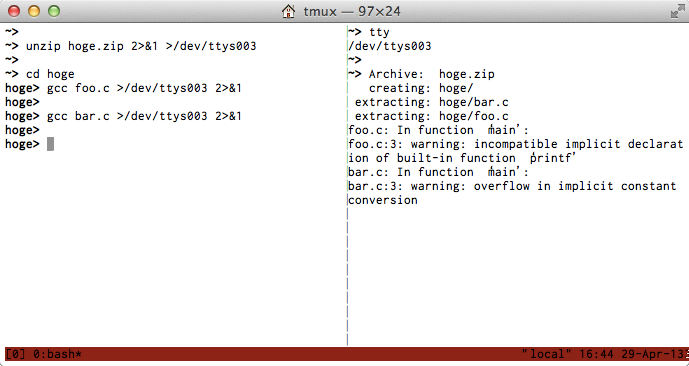 tmux — 97×24
~>
~> unzip hoge.zip 2>&1 >/dev/ttys003
~>
~> cd hoge
hoge> gcc foo.c >/dev/ttys003 2>&1
hoge>
hoge> gcc bar.c >/dev/ttys003 2>&1
hoge>
hoge>
~> tty
/dev/ttys003
~>
~> Archive:  hoge.zip
   creating: hoge/
 extracting: hoge/bar.c
 extracting: hoge/foo.c
foo.c: In function  ‘main’:
foo.c:3: warning: incompatible implicit declarat
ion of built-in function  ‘printf’
bar.c: In function  ‘main’:
bar.c:3: warning: overflow in implicit constant
conversion
[0] 0:bash*
"local" 16:44 29-Apr-13